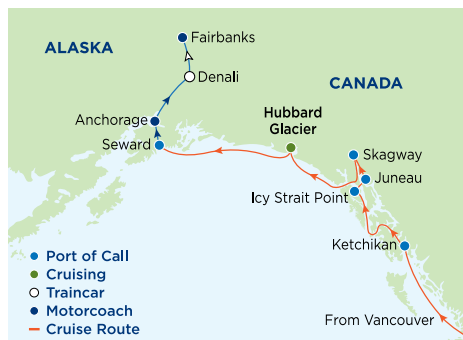 Fairbanks
ALASKA
Denali
CANADA
Anchorage
Hubbard
Glacier
Seward
Skagway
Juneau
Icy Strait Point
Ketchikan
Port of Call
Cruising
Traincar
Motorcoach
Cruise Route
From Vancouver